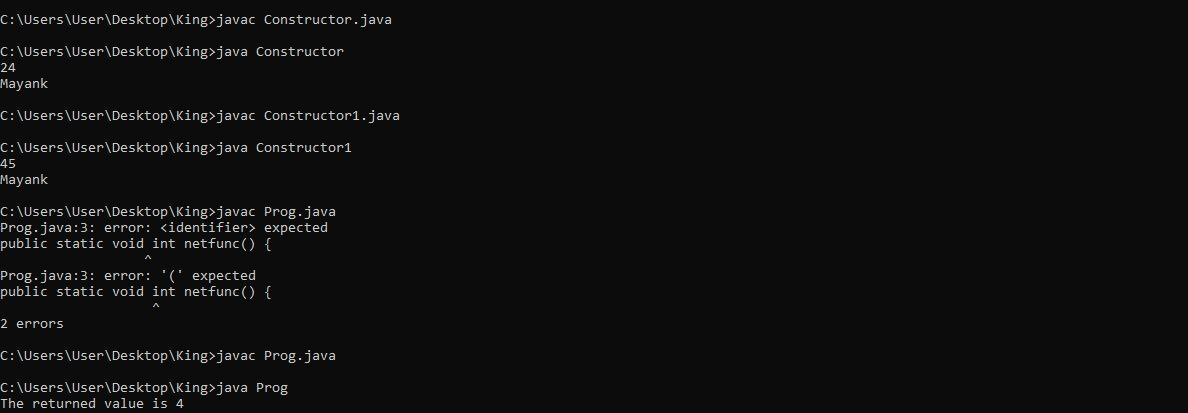 C:\Users\User\Desktop\King>javac Constructor.java
C:\Users\User\Desktop\King>java Constructor
24
Mayank
C:\Users\User\Desktop\King>javac Constructor1.java
C:\Users\User\Desktop\King>java Constructor1
45
Mayank
C:\Users\User\Desktop\King>javac Prog.java
Prog.java:3: error: <identifier> expected
public static void int netfunc() {
^
Prog.java:3: error: '(' expected
public static void int netfunc() {
^
2 errors
C:\Users\User\Desktop\King>javac Prog.java
C:\Users\User\Desktop\King>java Prog
The returned value is 4